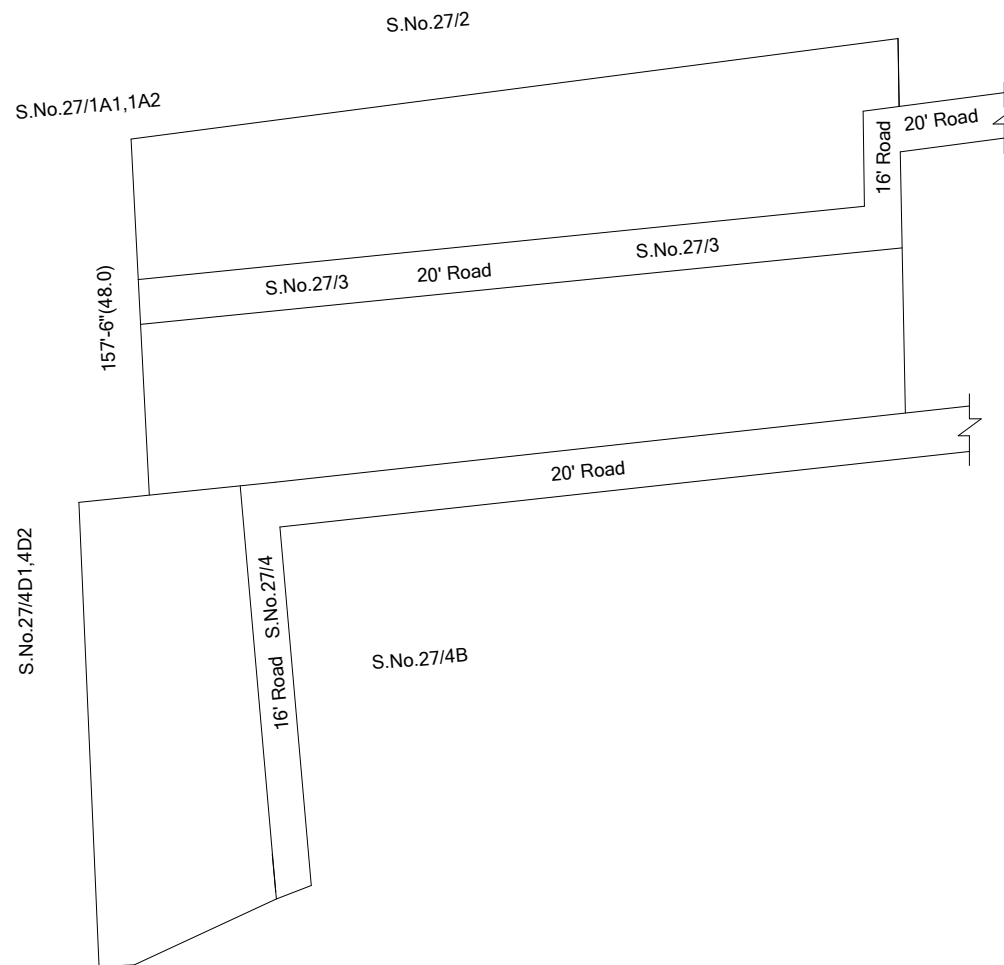 S.No.27/2
S.No.27/1A1,1A2
20' Road
16' Road
S.No.27/3
20' Road
S.No.27/3
157'-6"(48.0)
20' Road
S.No.27/4D1,4D2
16' Road S.No.27/4
S.No.27/4B